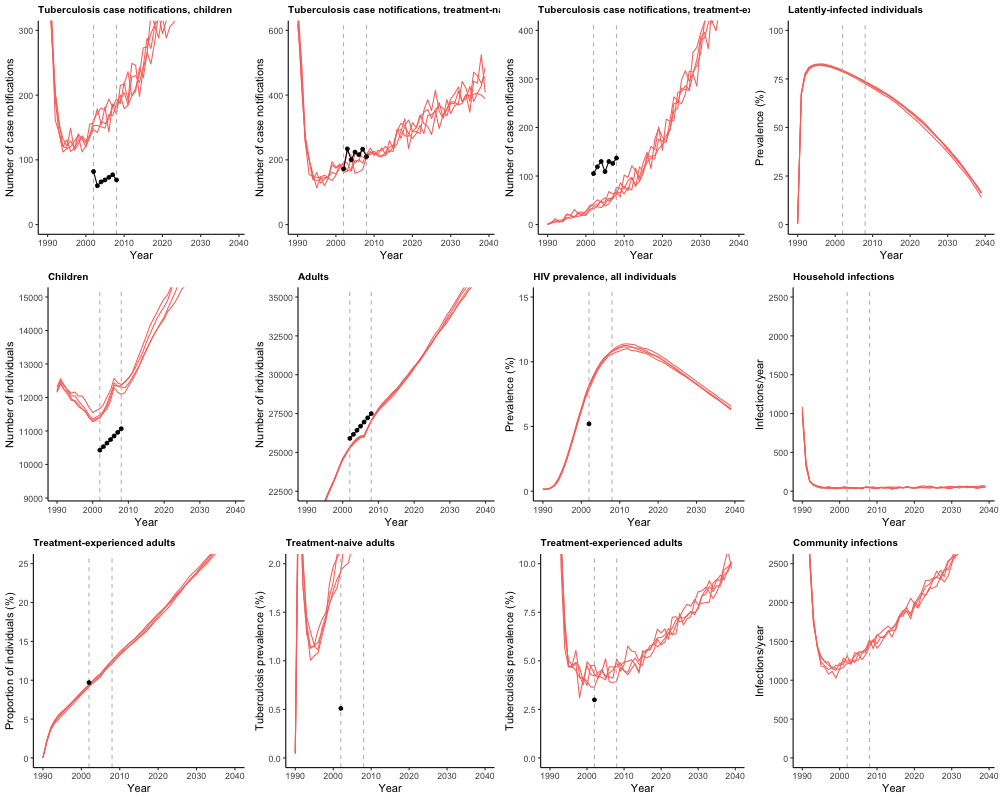 Tuberculosis case notifications, children
Number of case notifications
300
200
100
0
1990 2000 2010 2020 2030 2040
Year
Tuberculosis case notifications, treatment-na
Number of case notifications
600
400
200
0
1990 2000 2010 2020 2030 2040
Year
Tuberculosis case notifications, treatment-ex
Number of case notifications
400
300
200
100
0
1990 2000 2010 2020 2030 2040
Year
Latently-infected individuals
Prevalence (%)
100
75
50
25
0
1990 2000 2010 2020 2030 2040
Year
Children
Number of individuals
15000
14000
13000
12000
11000
10000
9000
1990 2000 2010 2020 2030 2040
Year
Adults
Number of individuals
35000
32500
30000
27500
25000
22500
1990 2000 2010 2020 2030 2040
Year
HIV prevalence, all individuals
Prevalence (%)
15
10
5
0
1990 2000 2010 2020 2030 2040
Year
Household infections
Infections/year
2500
2000
1500
1000
500
0
1990 2000 2010 2020 2030 2040
Year
Treatment-experienced adults
Proportion of individuals (%)
25
20
15
10
5
0
1990 2000 2010 2020 2030 2040
Year
Treatment-naive adults
Tuberculosis prevalence (%)
2.0
1.5
1.0
0.5
0.0
1990 2000 2010 2020 2030 2040
Year
Treatment-experienced adults
Tuberculosis prevalence (%)
10.0
7.5
5.0
2.5
0.0
1990 2000 2010 2020 2030 2040
Year
Community infections
Infections/year
2500
2000
1500
1000
500
0
1990 2000 2010 2020 2030 2040
Year